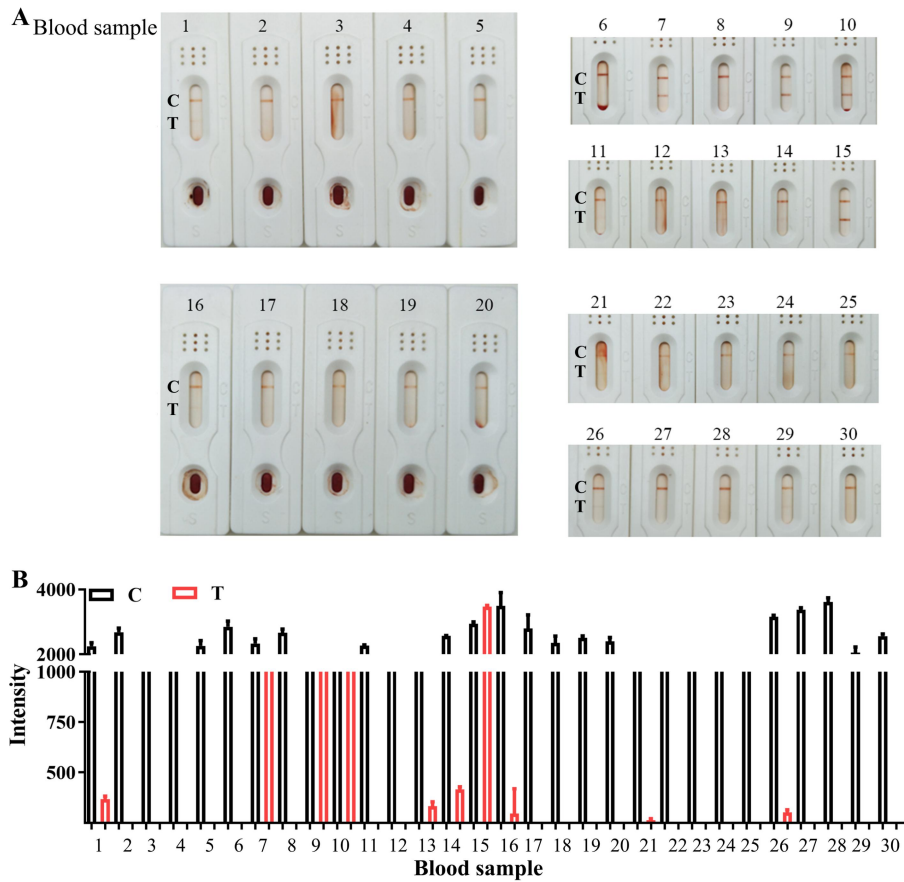 A
Blood sample 1 2 3 4 5
C
T
S S S S S
6 7 8 9 10
C
T
11 12 13 14 15
C
T
16 17 18 19 20
C
T
S S S S S
21 22 23 24 25
C
T
26 27 28 29 30
C
T
B
C T
4000
2000
1000
750
500
Intensity
1 2 3 4 5 6 7 8 9 10 11 12 13 14 15 16 17 18 19 20 21 22 23 24 25 26 27 28 29 30
Blood sample